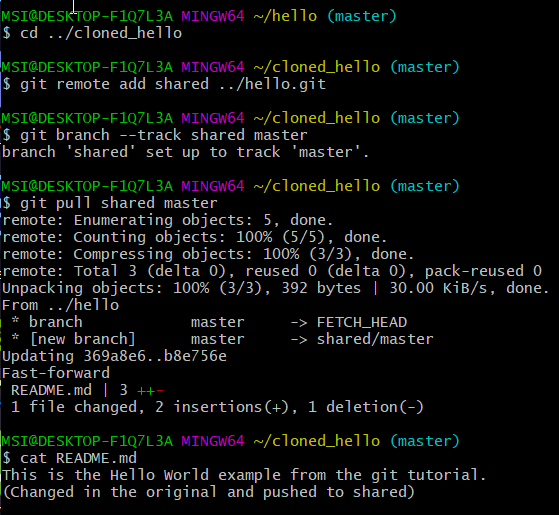 MSI@DESKTOP-F1Q7L3A MINGW64 ~/hello (master)
$ cd ../cloned_hello
MSI@DESKTOP-F1Q7L3A MINGW64 ~/cloned_hello (master)
$ git remote add shared ../hello.git
MSI@DESKTOP-F1Q7L3A MINGW64 ~/cloned_hello (master)
$ git branch --track shared master
branch 'shared' set up to track 'master'.
MSI@DESKTOP-F1Q7L3A MINGW64 ~/cloned_hello (master)
$ git pull shared master
remote: Enumerating objects: 5, done.
remote: Counting objects: 100% (5/5), done.
remote: Compressing objects: 100% (3/3), done.
remote: Total 3 (delta 0), reused 0 (delta 0), pack-reused 0
Unpacking objects: 100% (3/3), 392 bytes | 30.00 KiB/s, done.
From ../hello
 * branch            master     -> FETCH_HEAD
 * [new branch]      master     -> shared/master
Updating 369a8e6..b8e756e
Fast-forward
 README.md | 3 ++-
 1 file changed, 2 insertions(+), 1 deletion(-)
MSI@DESKTOP-F1Q7L3A MINGW64 ~/cloned_hello (master)
$ cat README.md
This is the Hello World example from the git tutorial.
(Changed in the original and pushed to shared)